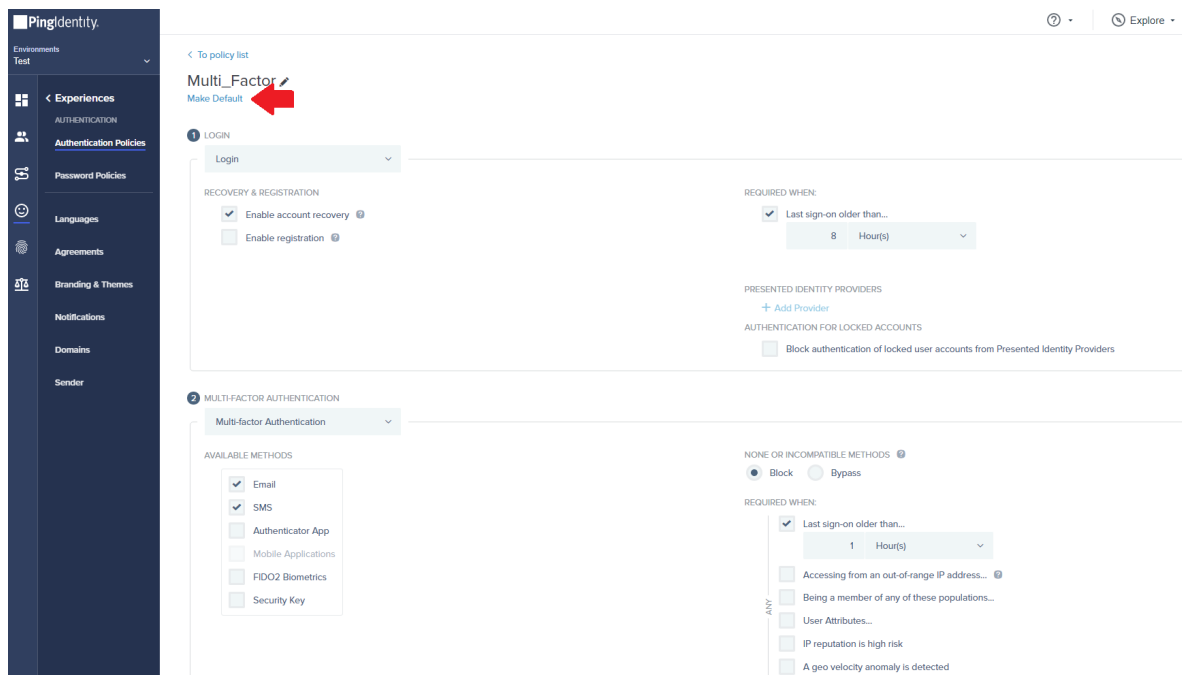 PingIdentity.
Explore
Environments
Test
To policy list
Multi_Factor
Make Default
Experiences
AUTHENTICATION
Authentication Policies
Password Policies
Languages
Agreements
Branding & Themes
Notifications
Domains
Sender
1 LOGIN
Login
RECOVERY & REGISTRATION
Enable account recovery
Enable registration
REQUIRED WHEN:
Last sign-on older than...
8 Hour(s)
PRESENTED IDENTITY PROVIDERS
+ Add Provider
AUTHENTICATION FOR LOCKED ACCOUNTS
Block authentication of locked user accounts from Presented Identity Providers
2 MULTI-FACTOR AUTHENTICATION
Multi-factor Authentication
AVAILABLE METHODS
Email
SMS
Authenticator App
Mobile Applications
FIDO2 Biometrics
Security Key
NONE OR INCOMPATIBLE METHODS
Block Bypass
REQUIRED WHEN:
Last sign-on older than...
1 Hour(s)
ANY
Accessing from an out-of-range IP address...
Being a member of any of these populations...
User Attributes...
IP reputation is high risk
A geo velocity anomaly is detected